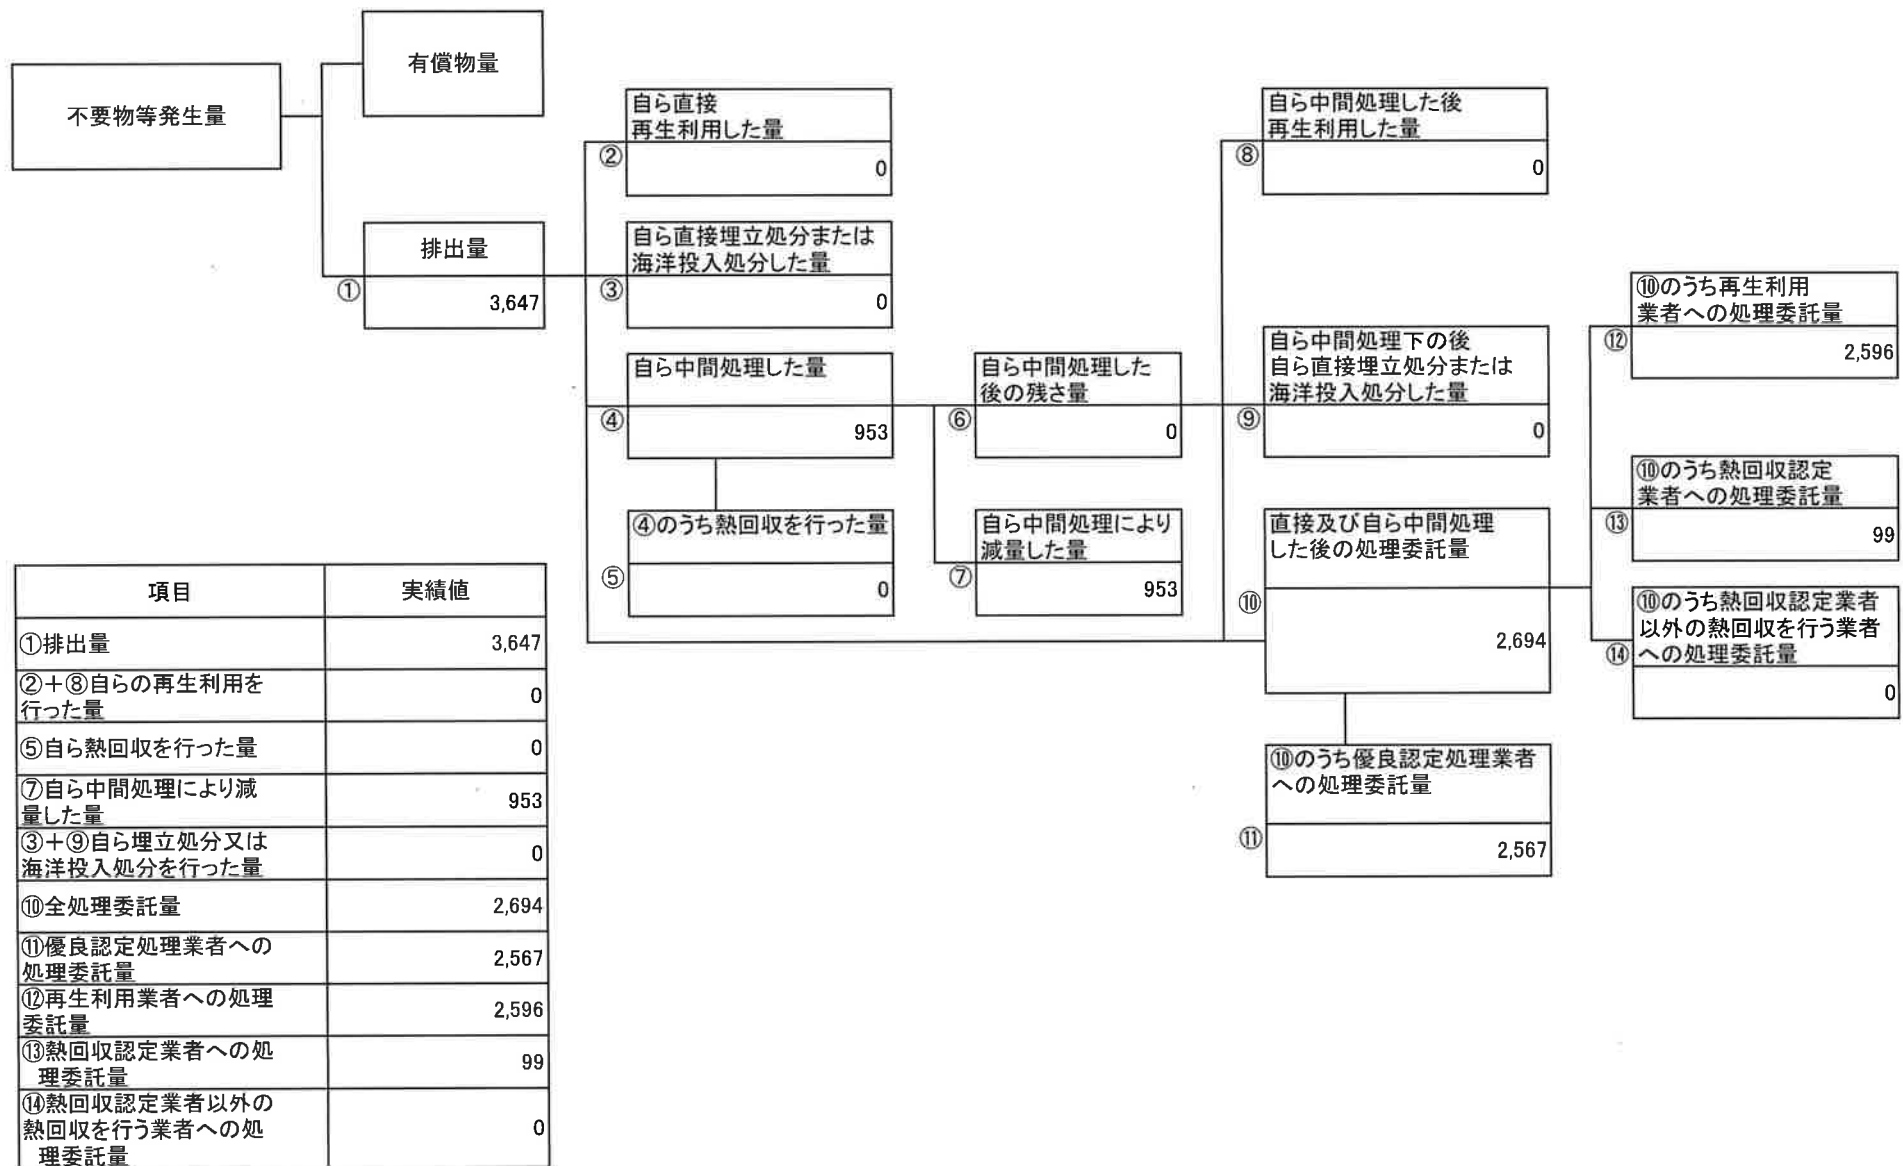 不要物等発生量
有償物量
排出量
①
3,647
自ら直接
再生利用した量
②
0
自ら直接埋立処分または
海洋投入処分した量
③
0
自ら中間処理した量
④
953
④のうち熱回収を行った量
⑤
0
自ら中間処理した
後の残さ量
⑥
0
自ら中間処理により
減量した量
⑦
953
自ら中間処理した後
再生利用した量
⑧
0
自ら中間処理下の後
自ら直接埋立処分または
海洋投入処分した量
⑨
0
直接及び自ら中間処理
した後の処理委託量
⑩
2,694
⑩のうち優良認定処理業者
への処理委託量
⑪
2,567
⑩のうち再生利用
業者への処理委託量
⑫
2,596
⑩のうち熱回収認定
業者への処理委託量
⑬
99
⑩のうち熱回収認定業者
以外の熱回収を行う業者
への処理委託量
⑭
0
項目 実績値
①排出量 3,647
②＋⑧自らの再生利用を
行った量 0
⑤自ら熱回収を行った量 0
⑦自ら中間処理により減
量した量 953
③＋⑨自ら埋立処分又は
海洋投入処分を行った量 0
⑩全処理委託量 2,694
⑪優良認定処理業者への
処理委託量 2,567
⑫再生利用業者への処理
委託量 2,596
⑬熱回収認定業者への処
理委託量 99
⑭熱回収認定業者以外の
熱回収を行う業者への処
理委託量 0